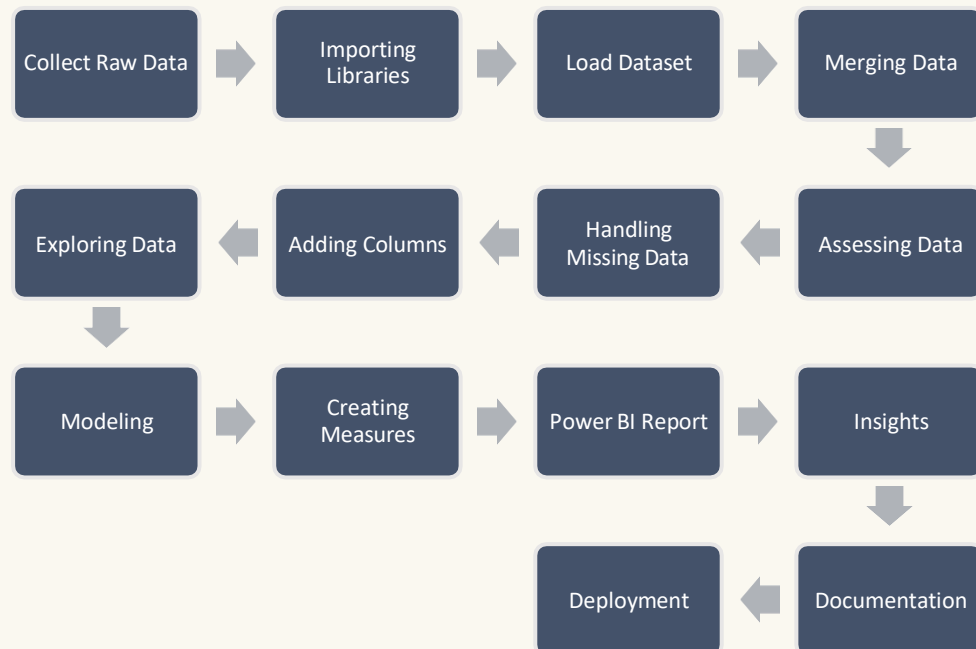 Collect Raw Data
Importing
Libraries
Load Dataset
Merging Data
Assessing Data
Handling
Missing Data
Adding Columns
Exploring Data
Modeling
Creating
Measures
Power BI Report
Insights
Documentation
Deployment